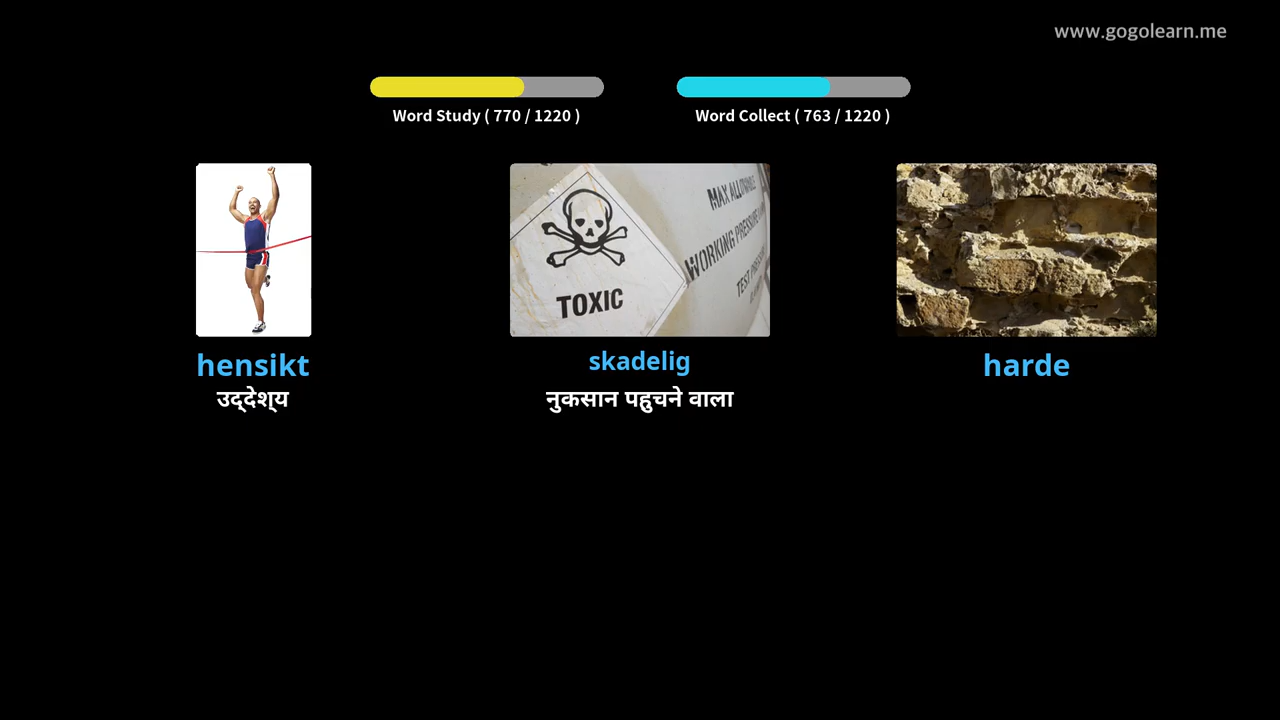 www.gogolearn.me
Word Study ( 770 / 1220 )
Word Collect ( 763 / 1220 )
MAX ALLOWABLE
WORKING PRESSURE
TOXIC
hensikt
skadelig
harde
उद्देश्य
नुकसान पहुचने वाला